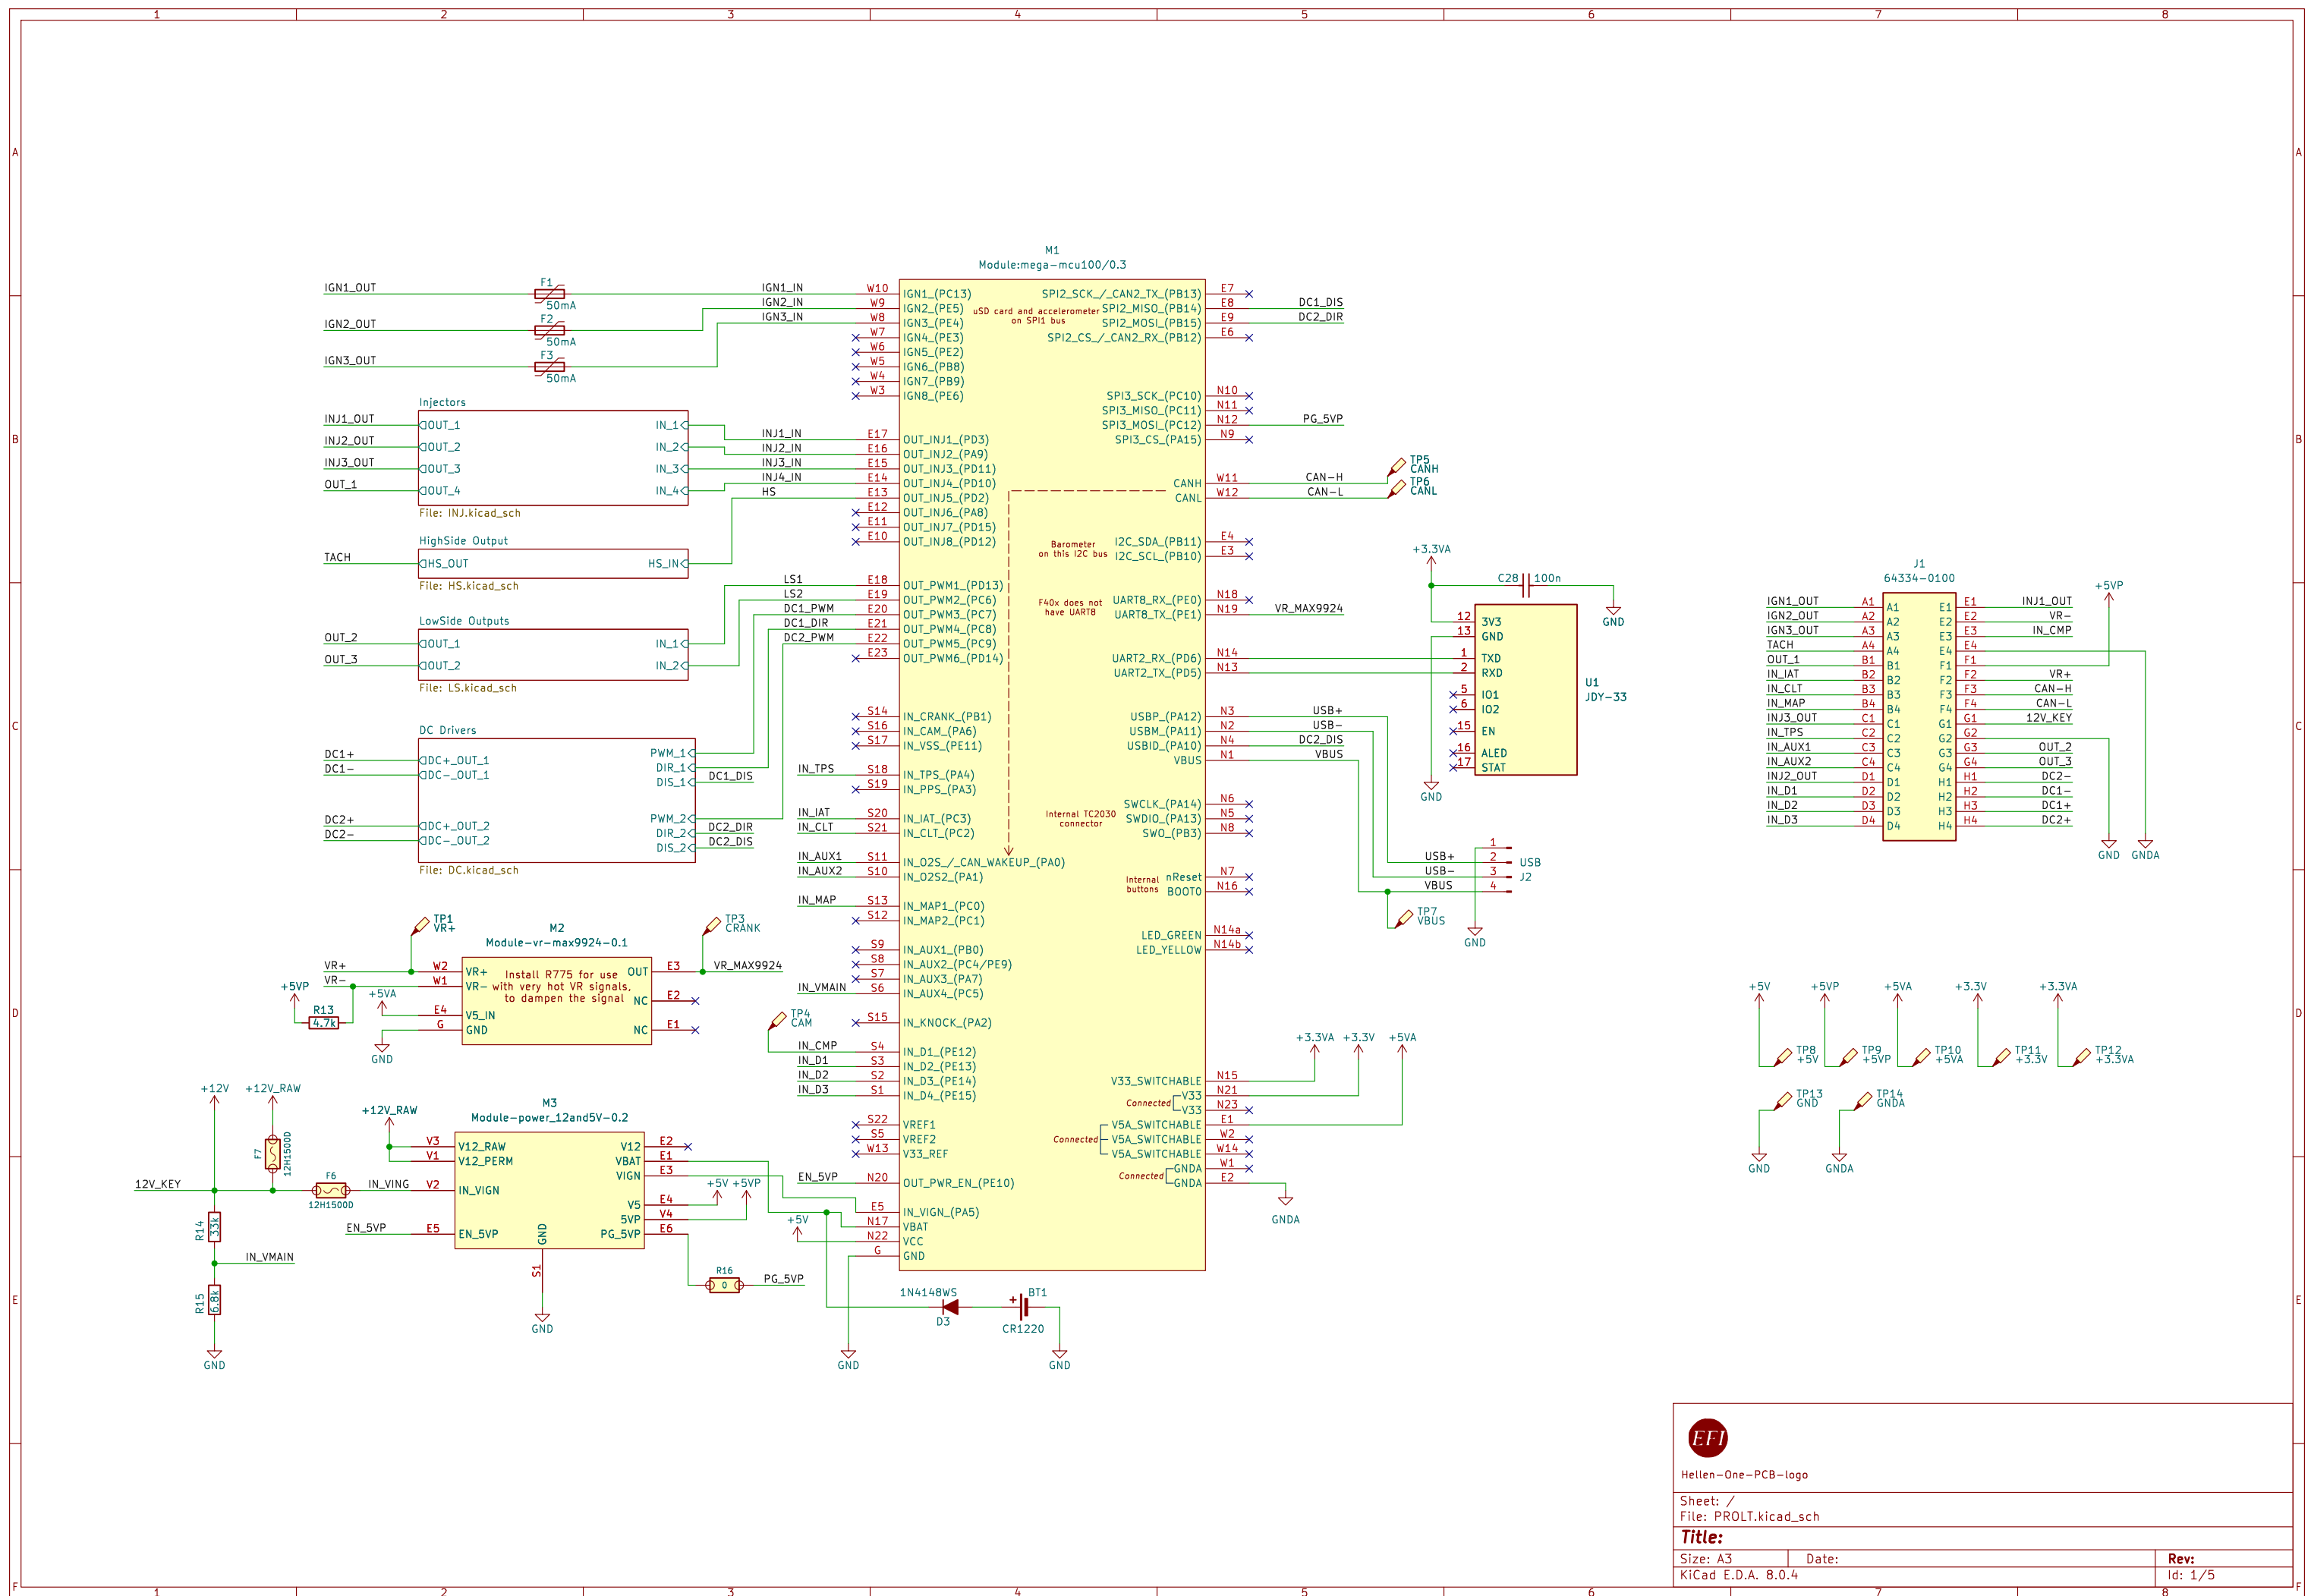 1 2 3 4 5 6 7 8
A A
B B
C C
D D
E E
F F
M1
Module:mega-mcu100/0.3
IGN1_OUT
F1
50mA
IGN1_IN
IGN2_OUT
F2
50mA
IGN2_IN
IGN3_OUT
F3
50mA
IGN3_IN
Injectors
INJ1_OUT OUT_1 IN_1 INJ1_IN
INJ2_OUT OUT_2 IN_2 INJ2_IN
INJ3_OUT OUT_3 IN_3 INJ3_IN
OUT_1 OUT_4 IN_4 INJ4_IN
File: INJ.kicad_sch
HS
HighSide Output
TACH HS_OUT HS_IN
File: HS.kicad_sch
LowSide Outputs
OUT_2 OUT_1 IN_1 LS1
OUT_3 OUT_2 IN_2 LS2
File: LS.kicad_sch
DC1_PWM
DC1_DIR
DC2_PWM
DC Drivers
DC1+ DC+_OUT_1 PWM_1
DC1- DC-_OUT_1 DIR_1
DIS_1 DC1_DIS
DC2+ DC+_OUT_2 PWM_2
DC2- DC-_OUT_2 DIR_2 DC2_DIR
DIS_2 DC2_DIS
File: DC.kicad_sch
W10 IGN1_(PC13)
W9 IGN2_(PE5)
W8 IGN3_(PE4)
W7 IGN4_(PE3)
W6 IGN5_(PE2)
W5 IGN6_(PB8)
W4 IGN7_(PB9)
W3 IGN8_(PE6)
E17 OUT_INJ1_(PD3)
E16 OUT_INJ2_(PA9)
E15 OUT_INJ3_(PD11)
E14 OUT_INJ4_(PD10)
E13 OUT_INJ5_(PD2)
E12 OUT_INJ6_(PA8)
E11 OUT_INJ7_(PD15)
E10 OUT_INJ8_(PD12)
E18 OUT_PWM1_(PD13)
E19 OUT_PWM2_(PC6)
E20 OUT_PWM3_(PC7)
E21 OUT_PWM4_(PC8)
E22 OUT_PWM5_(PC9)
E23 OUT_PWM6_(PD14)
S14 IN_CRANK_(PB1)
S16 IN_CAM_(PA6)
S17 IN_VSS_(PE11)
IN_TPS S18 IN_TPS_(PA4)
S19 IN_PPS_(PA3)
IN_IAT S20 IN_IAT_(PC3)
IN_CLT S21 IN_CLT_(PC2)
IN_AUX1 S11 IN_O2S_/_CAN_WAKEUP_(PA0)
IN_AUX2 S10 IN_O2S2_(PA1)
IN_MAP S13 IN_MAP1_(PC0)
S12 IN_MAP2_(PC1)
S9 IN_AUX1_(PB0)
S8 IN_AUX2_(PC4/PE9)
S7 IN_AUX3_(PA7)
IN_VMAIN S6 IN_AUX4_(PC5)
S15 IN_KNOCK_(PA2)
TP4
CAM
IN_CMP S4 IN_D1_(PE12)
IN_D1 S3 IN_D2_(PE13)
IN_D2 S2 IN_D3_(PE14)
IN_D3 S1 IN_D4_(PE15)
S22 VREF1
S5 VREF2
W13 V33_REF
EN_5VP N20 OUT_PWR_EN_(PE10)
E5 IN_VIGN_(PA5)
N17 VBAT
+5V N22 VCC
G GND
uSD card and accelerometer
on SPI1 bus
Barometer
on this I2C bus
F40x does not
have UART8
Internal TC2030
connector
Internal
buttons
Connected
Connected
Connected
SPI2_SCK_/_CAN2_TX_(PB13) E7
SPI2_MISO_(PB14) E8 DC1_DIS
SPI2_MOSI_(PB15) E9 DC2_DIR
SPI2_CS_/_CAN2_RX_(PB12) E6
SPI3_SCK_(PC10) N10
SPI3_MISO_(PC11) N11
SPI3_MOSI_(PC12) N12 PG_5VP
SPI3_CS_(PA15) N9
CANH W11 CAN-H
CANL W12 CAN-L
TP5
CANH
TP6
CANL
I2C_SDA_(PB11) E4
I2C_SCL_(PB10) E3
UART8_RX_(PE0) N18
UART8_TX_(PE1) N19 VR_MAX9924
UART2_RX_(PD6) N14
UART2_TX_(PD5) N13
USBP_(PA12) N3 USB+
USBM_(PA11) N2 USB-
USBID_(PA10) N4 DC2_DIS
VBUS N1 VBUS
SWCLK_(PA14) N6
SWDIO_(PA13) N5
SWO_(PB3) N8
nReset N7
BOOT0 N16
LED_GREEN N14a
LED_YELLOW N14b
V33_SWITCHABLE N15
V33 N21
V33 N23
V5A_SWITCHABLE E1
V5A_SWITCHABLE W2
V5A_SWITCHABLE W14
GNDA W1
GNDA E2
+3.3VA +3.3V +5VA
GNDA
+3.3VA
C28 100n
GND
12 3V3
13 GND
1 TXD
2 RXD
5 IO1
6 IO2
15 EN
16 ALED
17 STAT
U1
JDY-33
GND
1
USB+ 2 USB
USB- 3 J2
VBUS 4
TP7
VBUS
GND
J1
64334-0100
+5VP
IGN1_OUT A1 A1 E1 E1 INJ1_OUT
IGN2_OUT A2 A2 E2 E2 VR-
IGN3_OUT A3 A3 E3 E3 IN_CMP
TACH A4 A4 E4 E4
OUT_1 B1 B1 F1 F1
IN_IAT B2 B2 F2 F2 VR+
IN_CLT B3 B3 F3 F3 CAN-H
IN_MAP B4 B4 F4 F4 CAN-L
INJ3_OUT C1 C1 G1 G1 12V_KEY
IN_TPS C2 C2 G2 G2
IN_AUX1 C3 C3 G3 G3 OUT_2
IN_AUX2 C4 C4 G4 G4 OUT_3
INJ2_OUT D1 D1 H1 H1 DC2-
IN_D1 D2 D2 H2 H2 DC1-
IN_D2 D3 D3 H3 H3 DC1+
IN_D3 D4 D4 H4 H4 DC2+
GND GNDA
TP1
VR+
TP3
CRANK
M2
Module-vr-max9924-0.1
VR+ W2 VR+ OUT E3 VR_MAX9924
VR- W1 VR- NC E2
Install R775 for use
with very hot VR signals,
to dampen the signal
+5VP +5VA
R13
4.7k
E4 V5_IN
G GND NC E1
GND
+12V +12V_RAW
+12V_RAW
M3
Module-power_12and5V-0.2
V3 V12_RAW V12 E2
V1 V12_PERM VBAT E1
VIGN E3
F7
12H1500D
12V_KEY
F6
12H1500D
IN_VING V2 IN_VIGN
V5 E4 +5V
5VP V4 +5VP
EN_5VP E5 EN_5VP PG_5VP E6
GND
S1
GND
R14
33k
IN_VMAIN
R15
6.8k
GND
R16
0
PG_5VP
1N4148WS
D3
BT1
+
CR1220
GND GND
+5V +5VP +5VA +3.3V +3.3VA
TP8
+5V
TP9
+5VP
TP10
+5VA
TP11
+3.3V
TP12
+3.3VA
TP13
GND
TP14
GNDA
GND GNDA
EFI
Hellen-One-PCB-logo
Sheet: /
File: PROLT.kicad_sch
Title:
Size: A3 Date: Rev:
KiCad E.D.A. 8.0.4 Id: 1/5
1 2 3 4 5 6 7 8